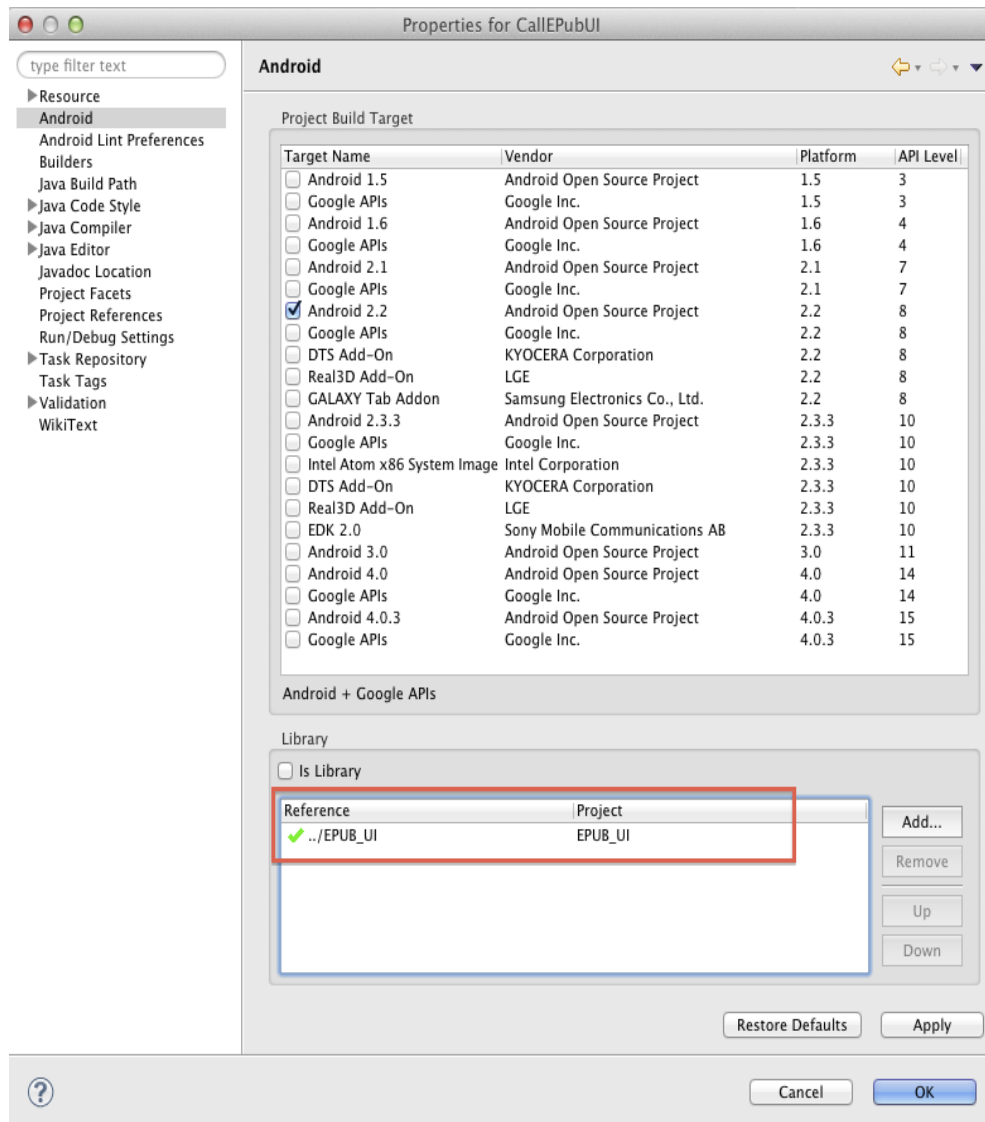 Properties for CallEPubUI
type filter text
Resource
Android
Android Lint Preferences
Builders
Java Build Path
Java Code Style
Java Compiler
Java Editor
Javadoc Location
Project Facets
Project References
Run/Debug Settings
Task Repository
Task Tags
Validation
WikiText
Android
Project Build Target
Target Name Vendor Platform API Level
Android 1.5 Android Open Source Project 1.5 3
Google APIs Google Inc. 1.5 3
Android 1.6 Android Open Source Project 1.6 4
Google APIs Google Inc. 1.6 4
Android 2.1 Android Open Source Project 2.1 7
Google APIs Google Inc. 2.1 7
Android 2.2 Android Open Source Project 2.2 8
Google APIs Google Inc. 2.2 8
DTS Add-On KYOCERA Corporation 2.2 8
Real3D Add-On LGE 2.2 8
GALAXY Tab Addon Samsung Electronics Co., Ltd. 2.2 8
Android 2.3.3 Android Open Source Project 2.3.3 10
Google APIs Google Inc. 2.3.3 10
Intel Atom x86 System Image Intel Corporation 2.3.3 10
DTS Add-On KYOCERA Corporation 2.3.3 10
Real3D Add-On LGE 2.3.3 10
EDK 2.0 Sony Mobile Communications AB 2.3.3 10
Android 3.0 Android Open Source Project 3.0 11
Android 4.0 Android Open Source Project 4.0 14
Google APIs Google Inc. 4.0 14
Android 4.0.3 Android Open Source Project 4.0.3 15
Google APIs Google Inc. 4.0.3 15
Android + Google APIs
Library
Is Library
Reference Project
../EPUB_UI EPUB_UI
Add...
Remove
Up
Down
Restore Defaults Apply
? Cancel OK